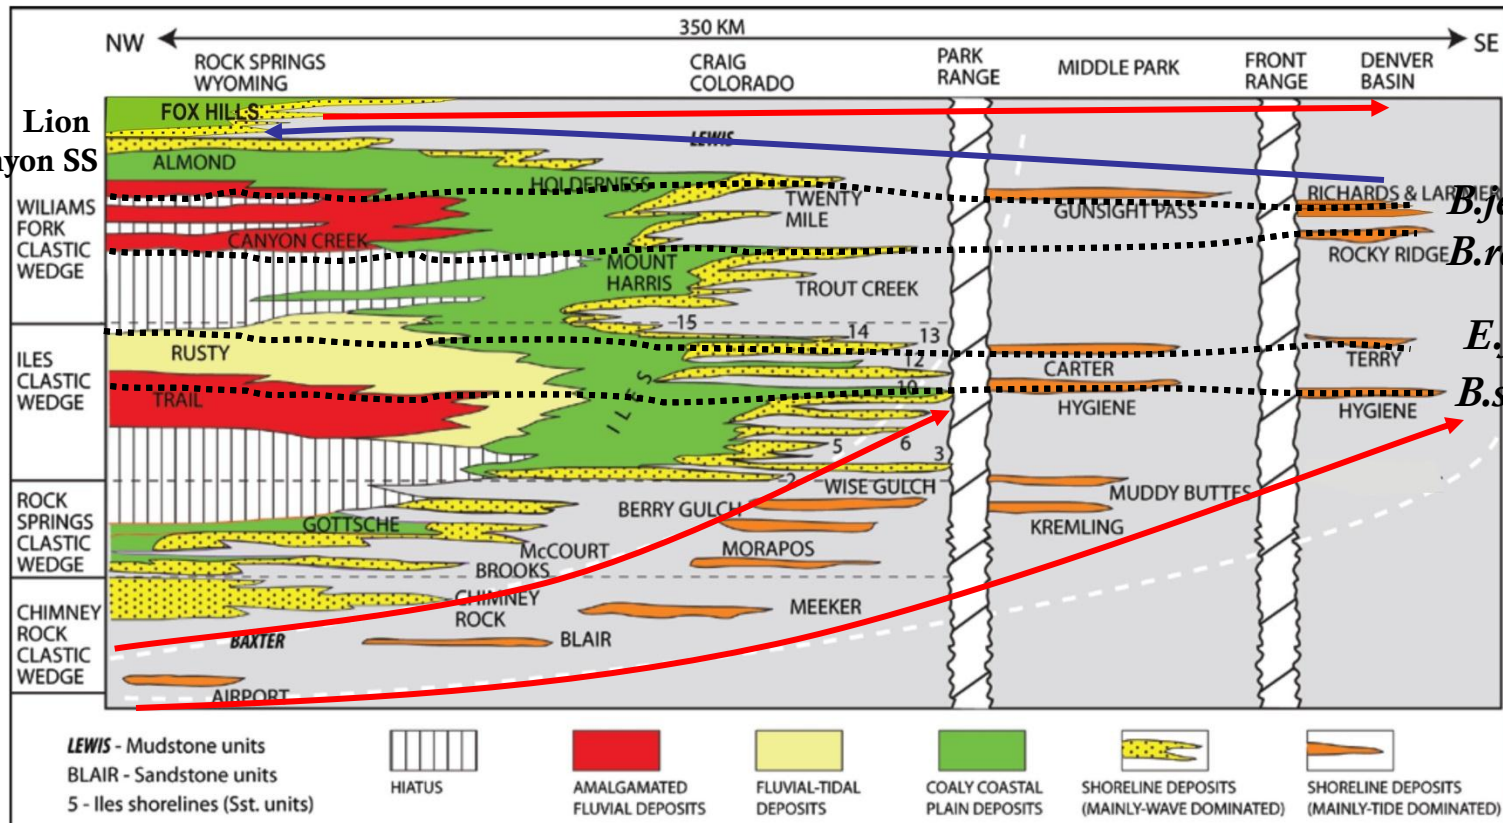 350 KM
NW
SE
ROCK SPRINGS
WYOMING
CRAIG
COLORADO
PARK
RANGE
MIDDLE PARK
FRONT
RANGE
DENVER
BASIN
FOX HILLS
Lion
yon SS
LEWIS
ALMOND
HOLDERNESS
TWENTY
MILE
GUNSIGHT PASS
RICHARDS & LARIMER
B.je
WILIAMS
FORK
CLASTIC
WEDGE
CANYON CREEK
MOUNT
HARRIS
TROUT CREEK
ROCKY RIDGE
B.r
15
14
13
12
10
ILES
CLASTIC
WEDGE
RUSTY
TRAIL
ILES
CARTER
HYGIENE
TERRY
E.j
HYGIENE
B.s
5
6
3
2
WISE GULCH
MUDDY BUTTES
KREMLING
ROCK
SPRINGS
CLASTIC
WEDGE
GOTTSCHE
BERRY GULCH
McCOURT
BROOKS
MORAPOS
CHIMNEY
ROCK
CLASTIC
WEDGE
CHIMNEY
ROCK
MEEKER
BAXTER
BLAIR
AIRPORT
LEWIS - Mudstone units
BLAIR - Sandstone units
5 - Iles shorelines (Sst. units)
HIATUS
AMALGAMATED
FLUVIAL DEPOSITS
FLUVIAL-TIDAL
DEPOSITS
COALY COASTAL
PLAIN DEPOSITS
SHORELINE DEPOSITS
(MAINLY-WAVE DOMINATED)
SHORELINE DEPOSITS
(MAINLY-TIDE DOMINATED)